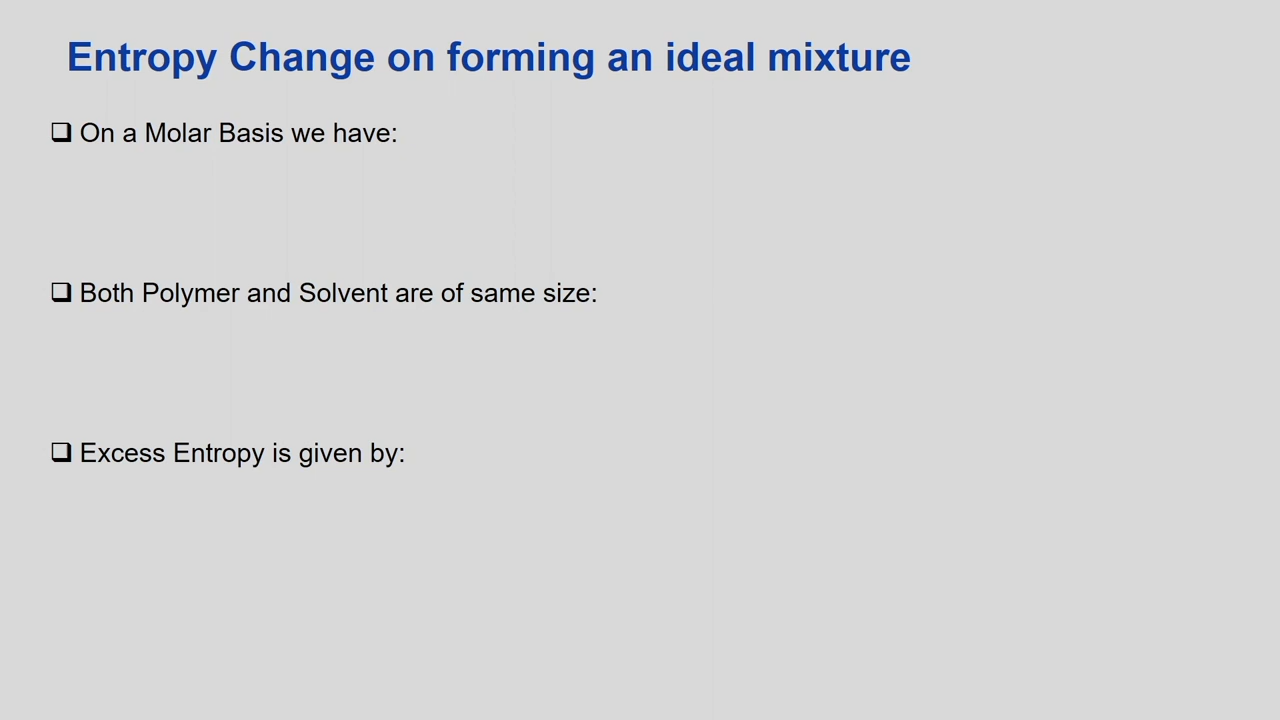 Entropy Change on forming an ideal mixture
❑ On a Molar Basis we have:
❑ Both Polymer and Solvent are of same size:
❑ Excess Entropy is given by: